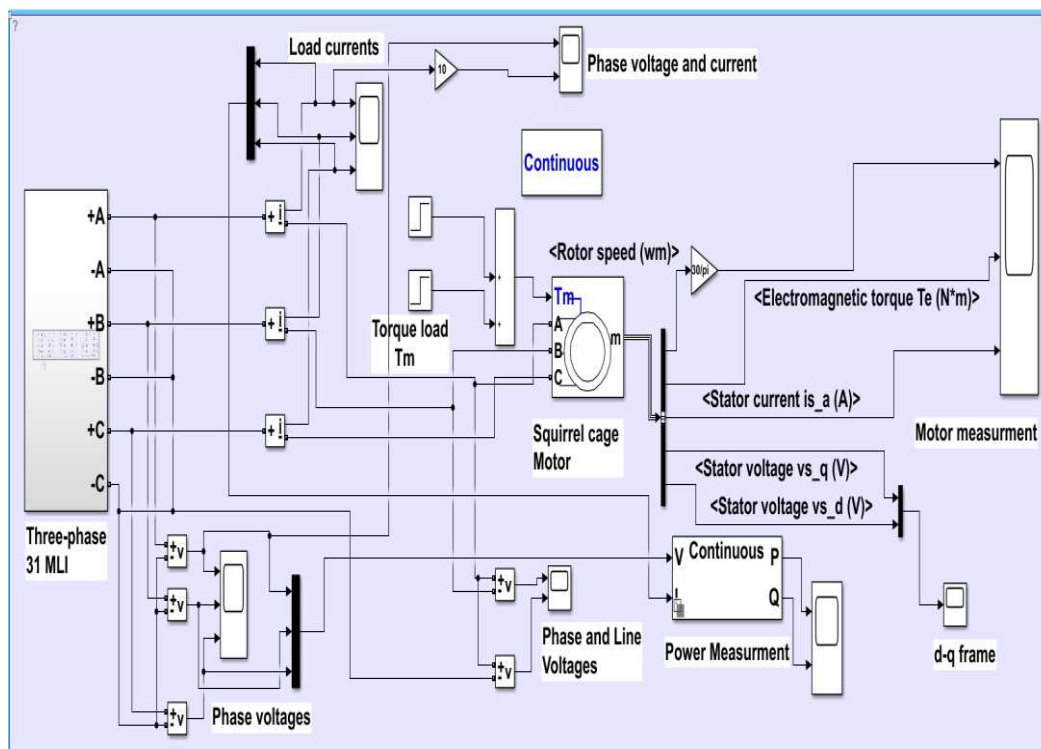 ?
Load currents
10
Phase voltage and current
Continuous
+A
-A
+B
-B
+C
-C
Three-phase
31 MLI
+ i
-
+ i
-
+ i
-
Torque load
Tm
+
+
Tm
A
B
C
m
Squirrel cage
Motor
<Rotor speed (wm)>
30/pi
<Electromagnetic torque Te (N*m)>
<Stator current is_a (A)>
<Stator voltage vs_q (V)>
<Stator voltage vs_d (V)>
Motor measurment
+
- v
+
- v
+
- v
Phase voltages
+
- v
+
- v
Phase and Line
Voltages
V
I
Continuous
P
Q
Power Measurment
d-q frame